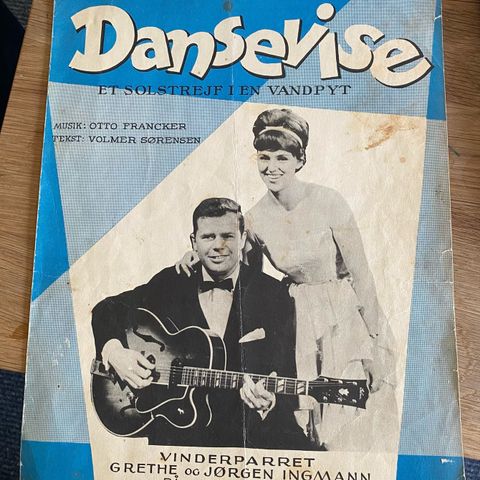 Dansevise
ET SOLSTREJF I EN VANDPYT
MUSIK: OTTO FRANCKER
TEKST: VOLMER SØRENSEN
VINDERPARRET
GRETHE OG JØRGEN INGMANN